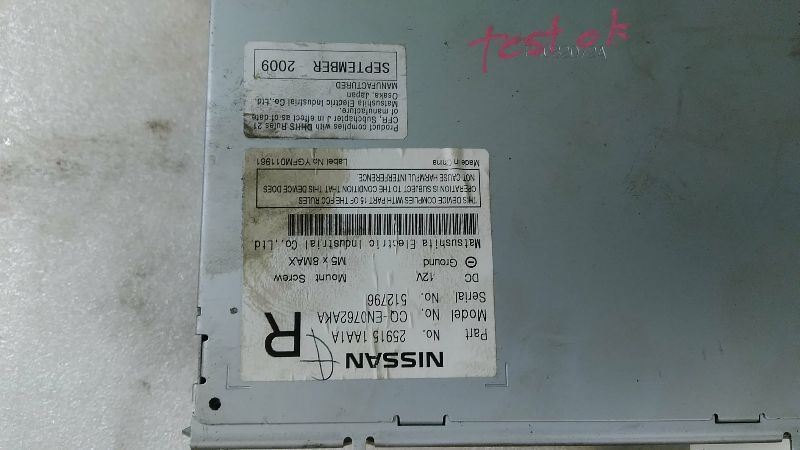 test ok
NISSAN
R
Part No. 25915 1AA1A
Model No. CQ-EN0762AKA
Serial No. 512796
DC 12V Mount Screw
⊖ Ground M5 x 8MAX
Matsushita Electric Industrial Co.,Ltd.
THIS DEVICE COMPLIES WITH PART 15 OF THE FCC RULES
OPERATION IS SUBJECT TO THE CONDITION THAT THIS DEVICE DOES
NOT CAUSE HARMFUL INTERFERENCE.
Made in China Label No YGFM011961
Product complies with DHHS Rules 21
CFR, Subchapter J in effect as of date
of manufacture.
Matsushita Electric Industrial Co.,Ltd.
Osaka, Japan
MANUFACTURED
SEPTEMBER 2009